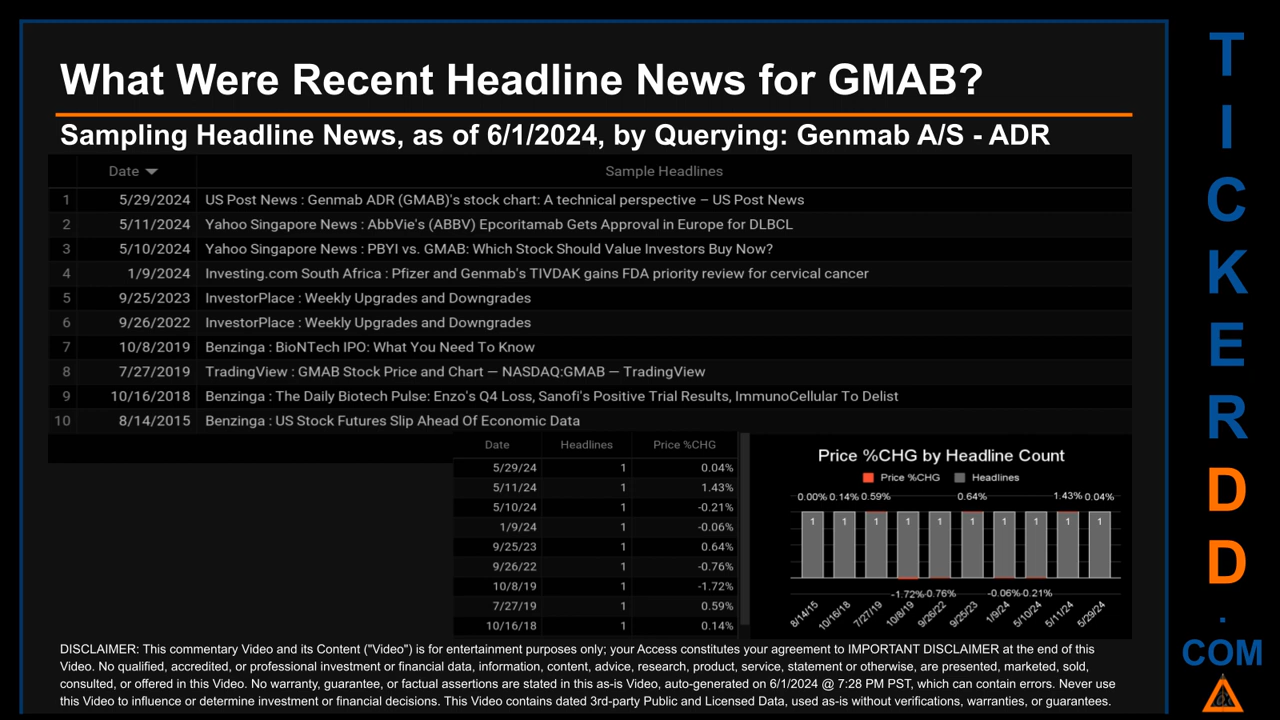 What Were Recent Headline News for GMAB?
Sampling Headline News, as of 6/1/2024, by Querying: Genmab A/S - ADR
Date Sample Headlines
1 5/29/2024 US Post News : Genmab ADR (GMAB)'s stock chart: A technical perspective – US Post News
2 5/11/2024 Yahoo Singapore News : AbbVie's (ABBV) Epcoritamab Gets Approval in Europe for DLBCL
3 5/10/2024 Yahoo Singapore News : PBYI vs. GMAB: Which Stock Should Value Investors Buy Now?
4 1/9/2024 Investing.com South Africa : Pfizer and Genmab's TIVDAK gains FDA priority review for cervical cancer
5 9/25/2023 InvestorPlace : Weekly Upgrades and Downgrades
6 9/26/2022 InvestorPlace : Weekly Upgrades and Downgrades
7 10/8/2019 Benzinga : BioNTech IPO: What You Need To Know
8 7/27/2019 TradingView : GMAB Stock Price and Chart — NASDAQ:GMAB — TradingView
9 10/16/2018 Benzinga : The Daily Biotech Pulse: Enzo's Q4 Loss, Sanofi's Positive Trial Results, ImmunoCellular To Delist
10 8/14/2015 Benzinga : US Stock Futures Slip Ahead Of Economic Data
Date Headlines Price %CHG
5/29/24 1 0.04%
5/11/24 1 1.43%
5/10/24 1 -0.21%
1/9/24 1 -0.06%
9/25/23 1 0.64%
9/26/22 1 -0.76%
10/8/19 1 -1.72%
7/27/19 1 0.59%
10/16/18 1 0.14%
Price %CHG by Headline Count
Price %CHG Headlines
0.00% 0.14% 0.59% 0.64% 1.43% 0.04%
1 1 1 1 1 1 1 1 1 1
-1.72% -0.76% -0.06% -0.21%
8/14/15 10/16/18 7/27/19 10/8/19 9/26/22 9/25/23 1/9/24 5/10/24 5/11/24 5/29/24
DISCLAIMER: This commentary Video and its Content ("Video") is for entertainment purposes only; your Access constitutes your agreement to IMPORTANT DISCLAIMER at the end of this
Video. No qualified, accredited, or professional investment or financial data, information, content, advice, research, product, service, statement or otherwise, are presented, marketed, sold,
consulted, or offered in this Video. No warranty, guarantee, or factual assertions are stated in this as-is Video, auto-generated on 6/1/2024 @ 7:28 PM PST, which can contain errors. Never use
this Video to influence or determine investment or financial decisions. This Video contains dated 3rd-party Public and Licensed Data, used as-is without verifications, warranties, or guarantees.
T
I
C
K
E
R
D
D
.
COM